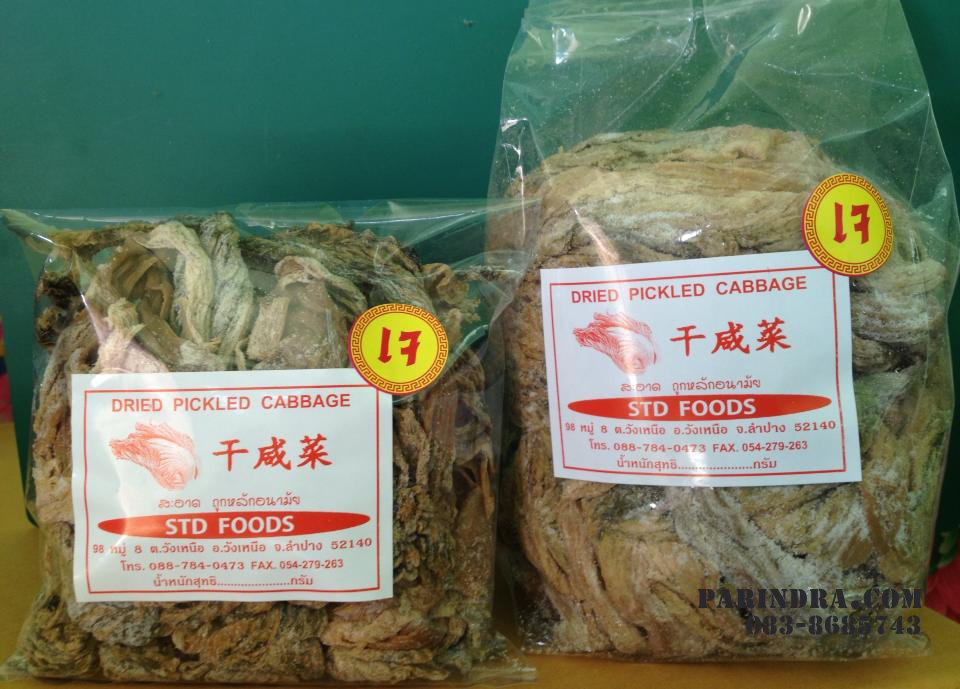 17
DRIED PICKLED CABBAGE
干咸菜
สะอาด ถูกหลักอนามัย
STD FOODS
98 หมู่ 8 ต.วังเหนือ อ.วังเหนือ จ.ลำปาง 52140
โทร. 088-784-0473 FAX. 054-279-263
น้ำหนักสุทธิ......................กรัม
17
DRIED PICKLED CABBAGE
干咸菜
สะอาด ถูกหลักอนามัย
STD FOODS
98 หมู่ 8 ต.วังเหนือ อ.วังเหนือ จ.ลำปาง 52140
โทร. 088-784-0473 FAX. 054-279-263
น้ำหนักสุทธิ......................กรัม
PARINDRA.COM
083-8685743